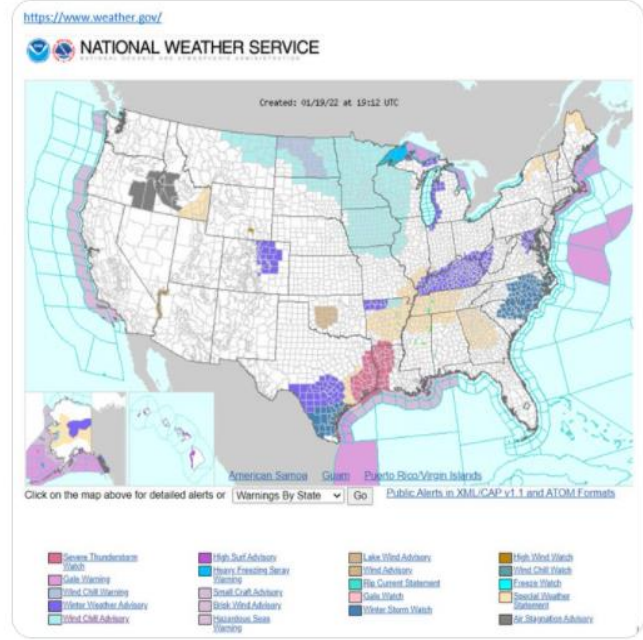 https://www.weather.gov/
NATIONAL WEATHER SERVICE
NATIONAL OCEANIC AND ATMOSPHERIC ADMINISTRATION
Created: 01/19/22 at 19:12 UTC
American Samoa Guam Puerto Rico/Virgin Islands
Click on the map above for detailed alerts or Warnings By State Go Public Alerts in XML/CAP v1.1 and ATOM Formats
Severe Thunderstorm Watch
Gale Warning
Wind Chill Warning
Winter Weather Advisory
Wind Chill Advisory
High Surf Advisory
Heavy Freezing Spray Warning
Small Craft Advisory
Brisk Wind Advisory
Hazardous Seas Warning
Lake Wind Advisory
Wind Advisory
Rip Current Statement
Gale Watch
Winter Storm Watch
High Wind Watch
Wind Chill Watch
Freeze Watch
Special Weather Statement
Air Stagnation Advisory